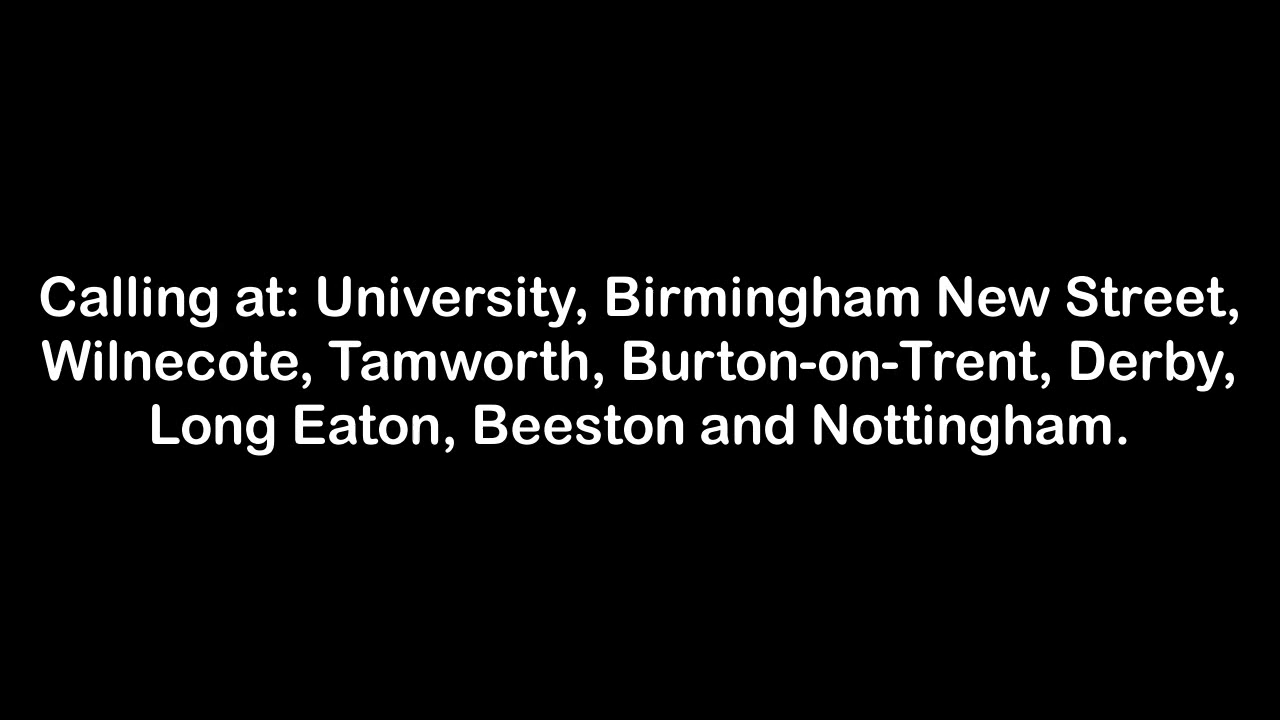 Calling at: University, Birmingham New Street,
Wilnecote, Tamworth, Burton-on-Trent, Derby,
Long Eaton, Beeston and Nottingham.